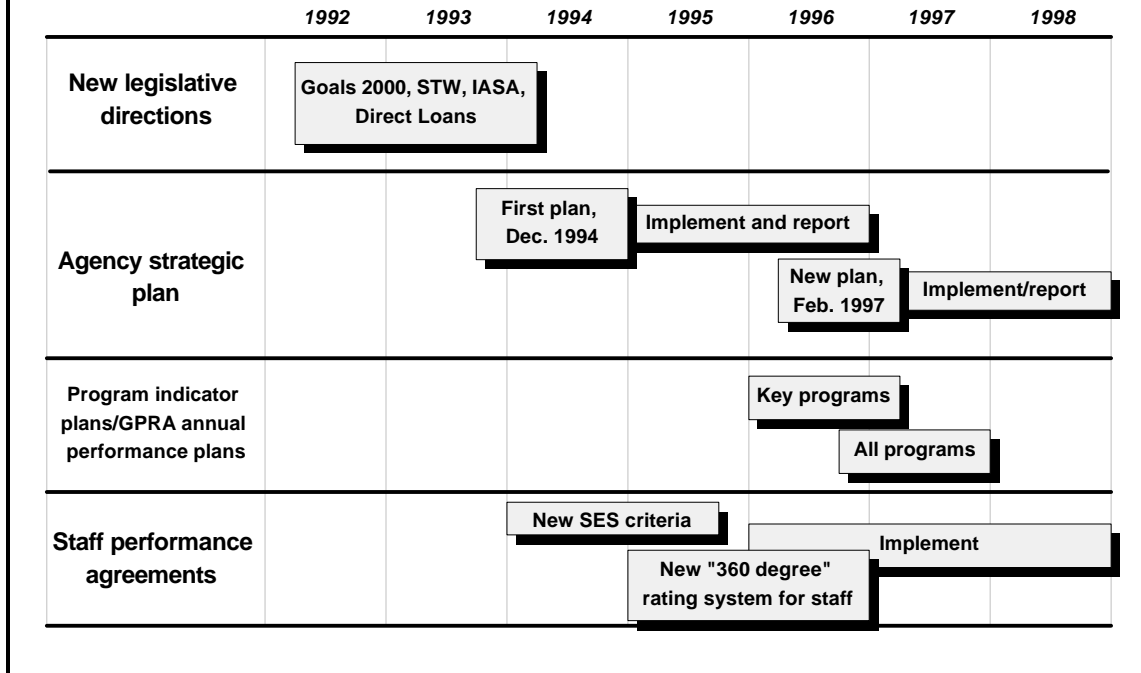 1992 1993 1994 1995 1996 1997 1998
New legislative
directions
Goals 2000, STW, IASA,
Direct Loans
Agency strategic
plan
First plan,
Dec. 1994
Implement and report
New plan,
Feb. 1997
Implement/report
Program indicator
plans/GPRA annual
performance plans
Key programs
All programs
Staff performance
agreements
New SES criteria
Implement
New "360 degree"
rating system for staff